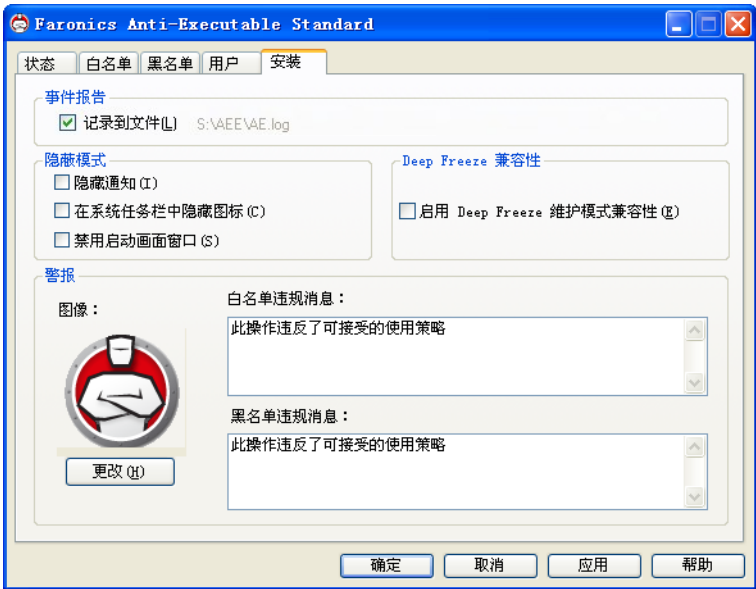 Faronics Anti-Executable Standard
状态 白名单 黑名单 用户 安装
事件报告
记录到文件(L) S:\AEE\AE.log
隐蔽模式
隐藏通知(I)
在系统任务栏中隐藏图标(C)
禁用启动画面窗口(S)
Deep Freeze 兼容性
启用 Deep Freeze 维护模式兼容性(E)
警报
图像：
更改(H)
白名单违规消息：
此操作违反了可接受的使用策略
黑名单违规消息：
此操作违反了可接受的使用策略
确定 取消 应用 帮助